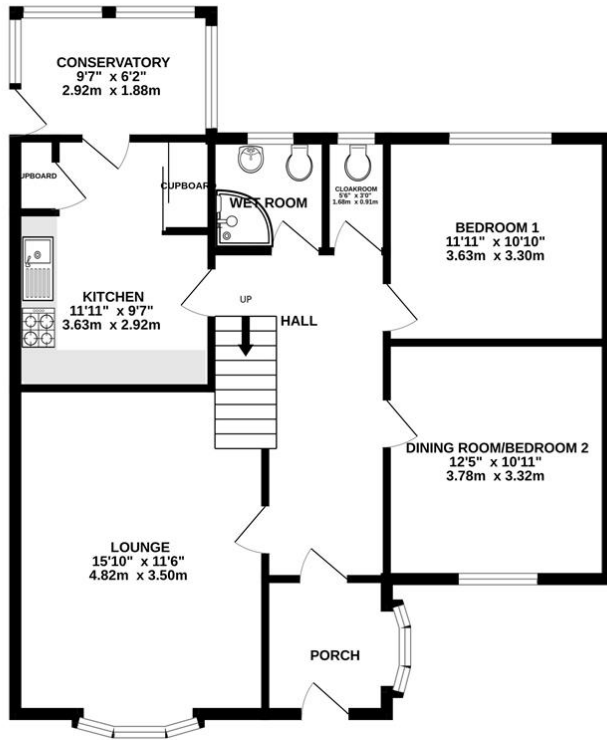 CONSERVATORY
9'7" x 6'2"
2.92m x 1.88m
UPBOARD
CUPBOARD
WET ROOM
CLOAKROOM
5'6" x 3'0"
1.68m x 0.91m
BEDROOM 1
11'11" x 10'10"
3.63m x 3.30m
KITCHEN
11'11" x 9'7"
3.63m x 2.92m
UP
HALL
DINING ROOM/BEDROOM 2
12'5" x 10'11"
3.78m x 3.32m
LOUNGE
15'10" x 11'6"
4.82m x 3.50m
PORCH